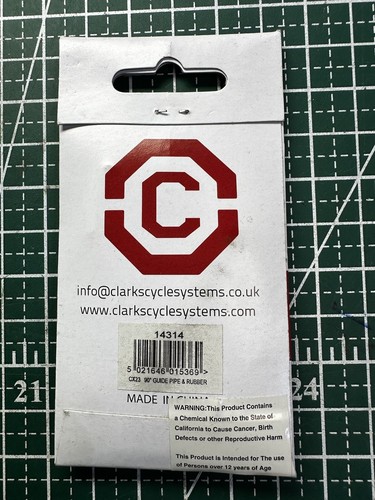 C
info@clarkscyclesystems.co.uk
www.clarkscyclesystems.com
14314
5 021646 015369 >
CX23 90° GUIDE PIPE & RUBBER
MADE IN CHINA
21
24
WARNING:This Product Contains
a Chemical Known to the State of
California to Cause Cancer, Birth
Defects or other Reproductive Harm
This Product is Intended for The use
of Persons over 12 years of Age